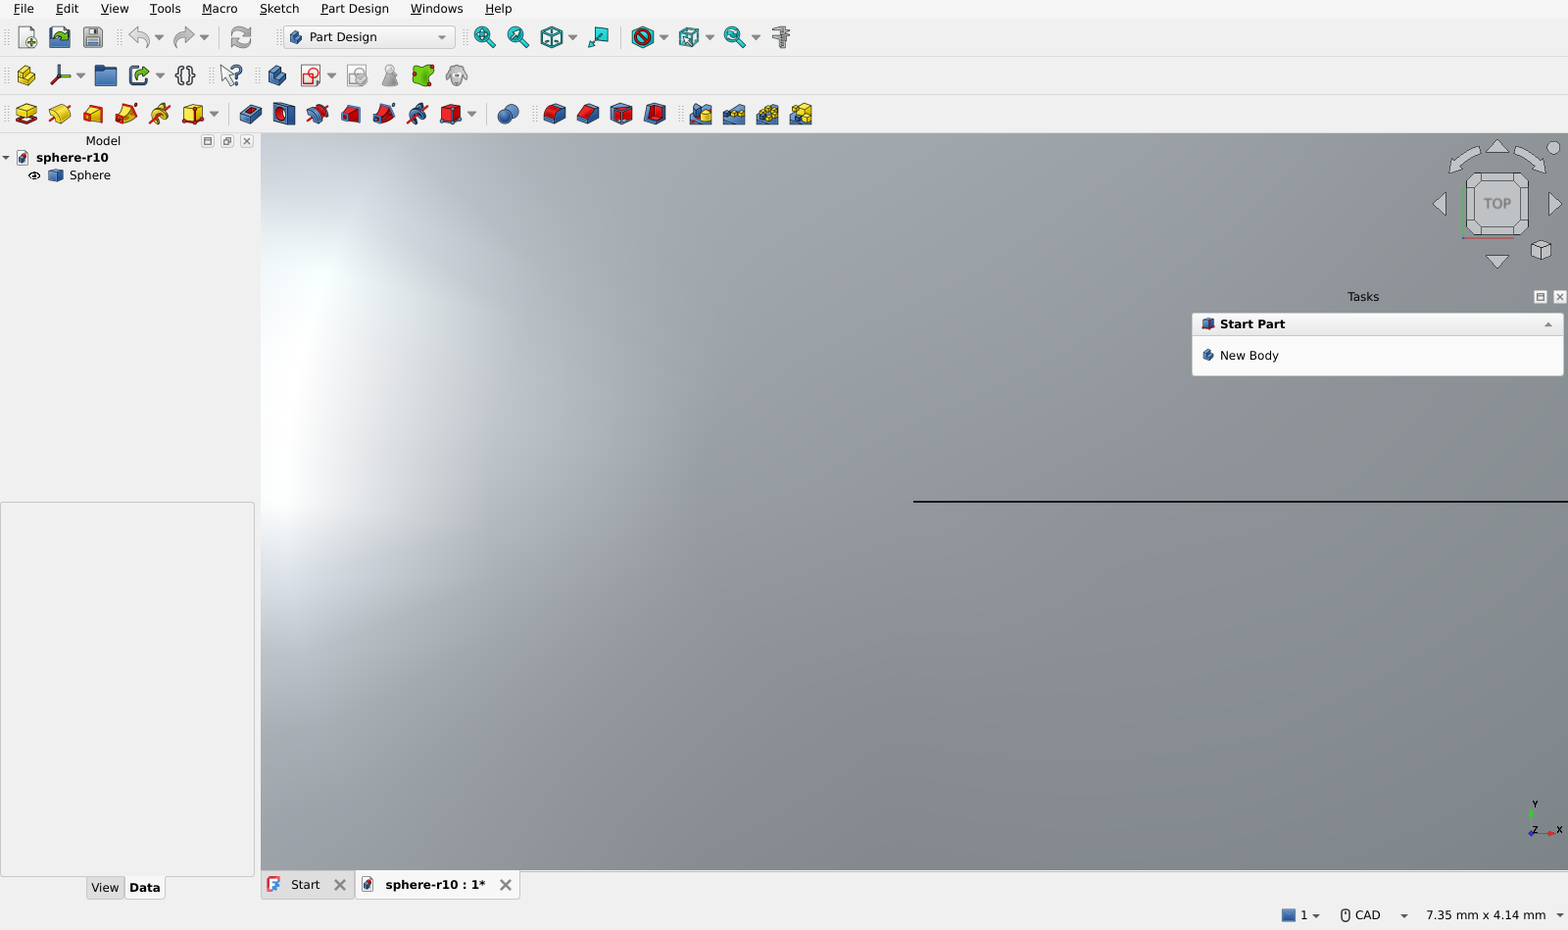 File Edit View Tools Macro Sketch Part Design Windows Help
Part Design
Model
sphere-r10
Sphere
TOP
Tasks
Start Part
New Body
Y
Z X
View Data
Start sphere-r10 : 1*
1 CAD 7.35 mm x 4.14 mm